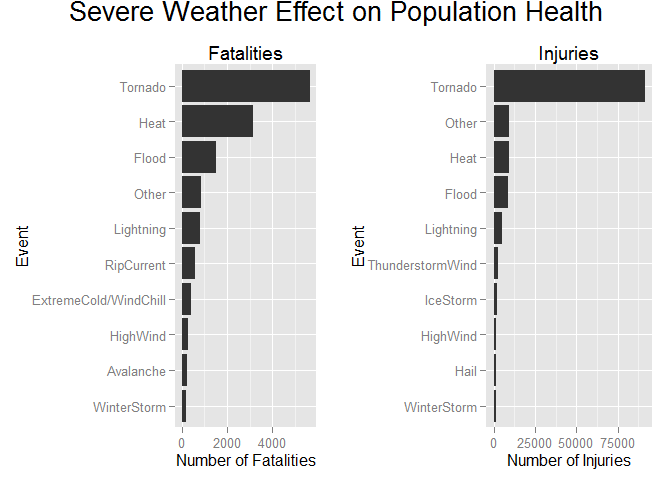 Severe Weather Effect on Population Health
Fatalities
Event
Tornado
Heat
Flood
Other
Lightning
RipCurrent
ExtremeCold/WindChill
HighWind
Avalanche
WinterStorm
0 2000 4000
Number of Fatalities
Injuries
Event
Tornado
Other
Heat
Flood
Lightning
ThunderstormWind
IceStorm
HighWind
Hail
WinterStorm
0 25000 50000 75000
Number of Injuries